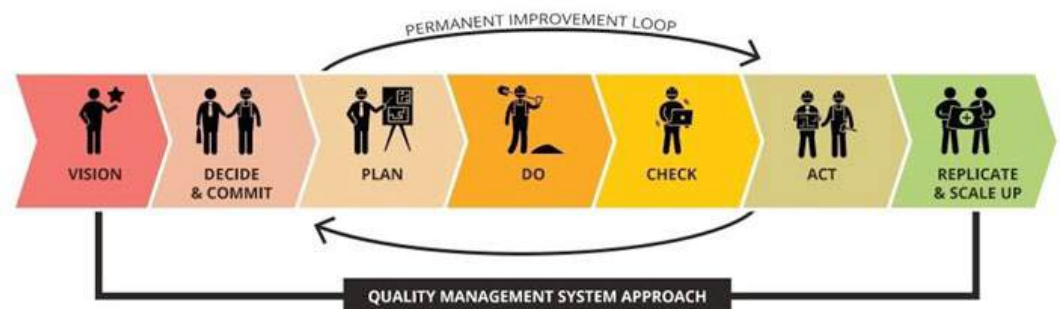 PERMANENT IMPROVEMENT LOOP
VISION
DECIDE
& COMMIT
PLAN
DO
CHECK
ACT
REPLICATE
& SCALE UP
QUALITY MANAGEMENT SYSTEM APPROACH